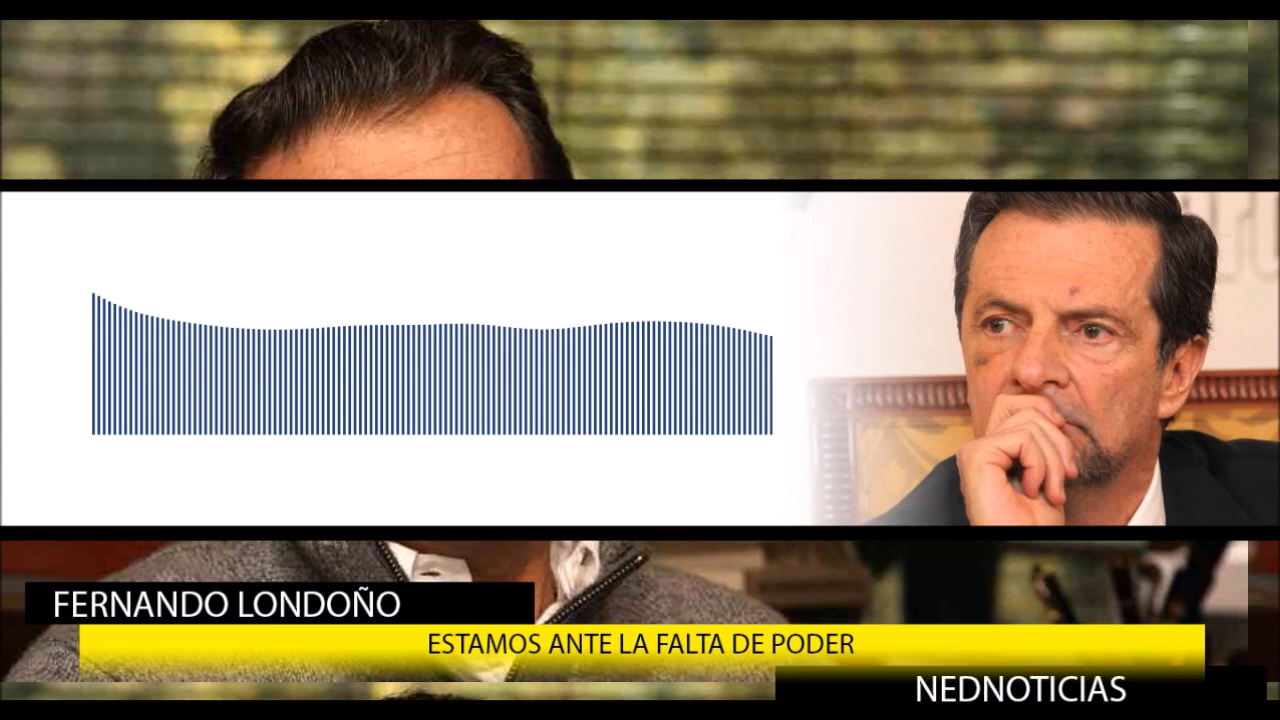 FERNANDO LONDOÑO
ESTAMOS ANTE LA FALTA DE PODER
NEDNOTICIAS